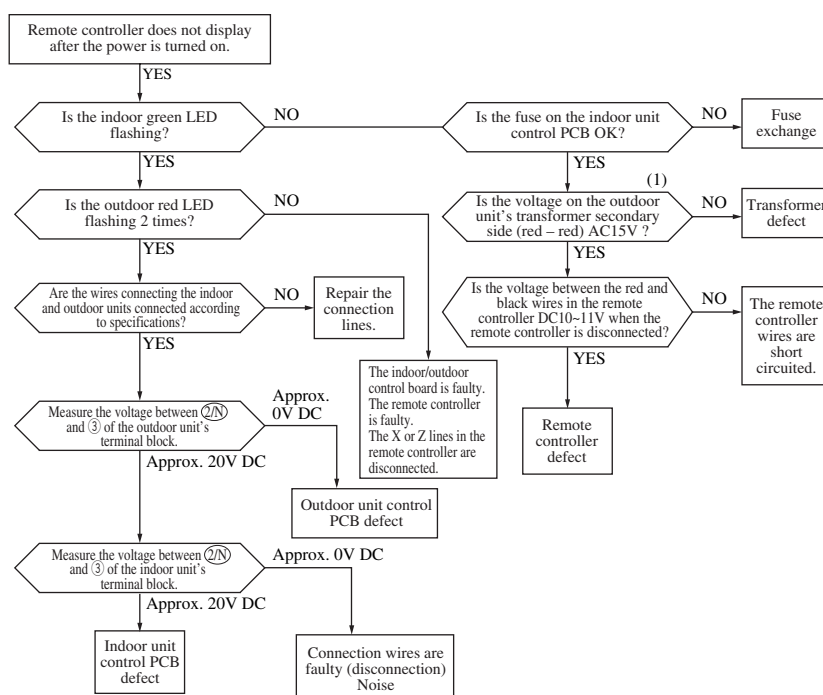 Remote controller does not display
after the power is turned on.
YES
Is the indoor green LED
flashing?
NO
YES
Is the outdoor red LED
flashing 2 times?
NO
YES
Are the wires connecting the indoor
and outdoor units connected according
to specifications?
NO
Repair the
connection
lines.
YES
Measure the voltage between 2/N
and ③ of the outdoor unit's
terminal block.
Approx.
0V DC
Approx. 20V DC
The indoor/outdoor
control board is faulty.
The remote controller
is faulty.
The X or Z lines in the
remote controller are
disconnected.
Outdoor unit control
PCB defect
Measure the voltage between 2/N
and ③ of the indoor unit's
terminal block.
Approx. 0V DC
Approx. 20V DC
Indoor unit
control PCB
defect
Connection wires are
faulty (disconnection)
Noise
Is the fuse on the indoor unit
control PCB OK?
NO
Fuse
exchange
YES
(1)
Is the voltage on the outdoor
unit's transformer secondary
side (red – red) AC15V ?
NO
Transformer
defect
YES
Is the voltage between the red and
black wires in the remote
controller DC10~11V when the
remote controller is disconnected?
NO
The remote
controller
wires are
short
circuited.
YES
Remote
controller
defect